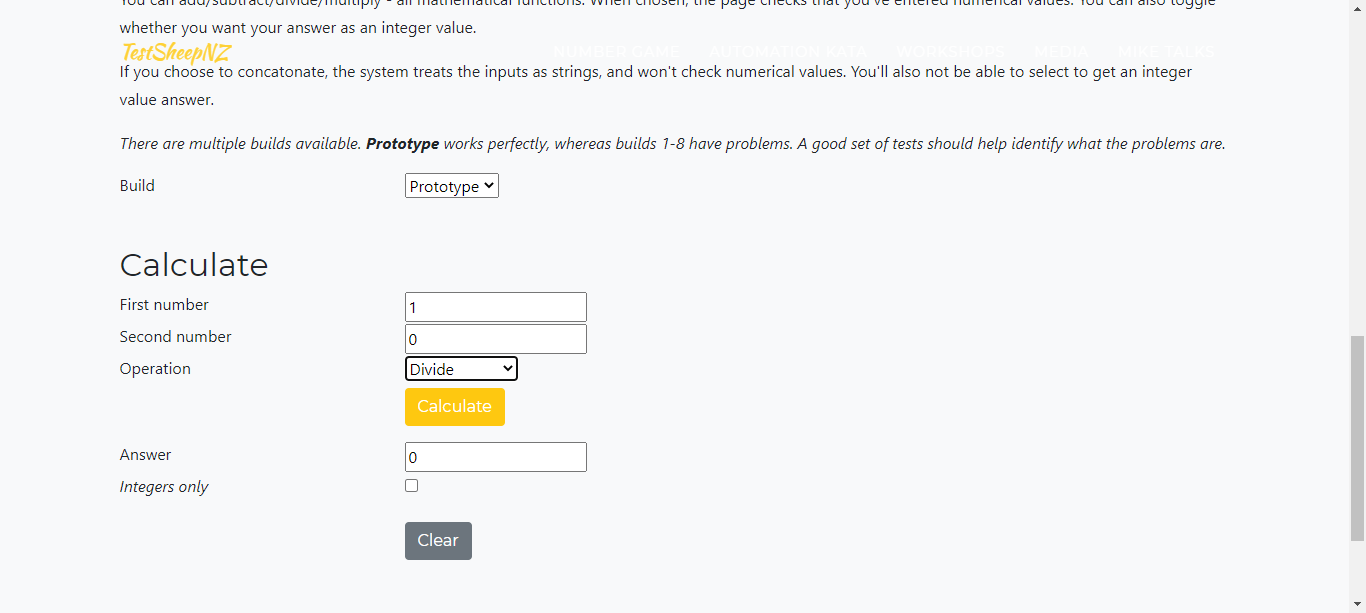 You can add/subtract/divide/multiply - all mathematical functions. When chosen, the page checks that you've entered numerical values. You can also toggle
whether you want your answer as an integer value.
TestSheepNZ NUMBER GAME AUTOMATION KATA WORKSHOPS MEDIA MIKE TALKS
If you choose to concatonate, the system treats the inputs as strings, and won't check numerical values. You'll also not be able to select to get an integer
value answer.
There are multiple builds available. Prototype works perfectly, whereas builds 1-8 have problems. A good set of tests should help identify what the problems are.
Build Prototype
Calculate
First number 1
Second number 0
Operation Divide
Calculate
Answer 0
Integers only
Clear